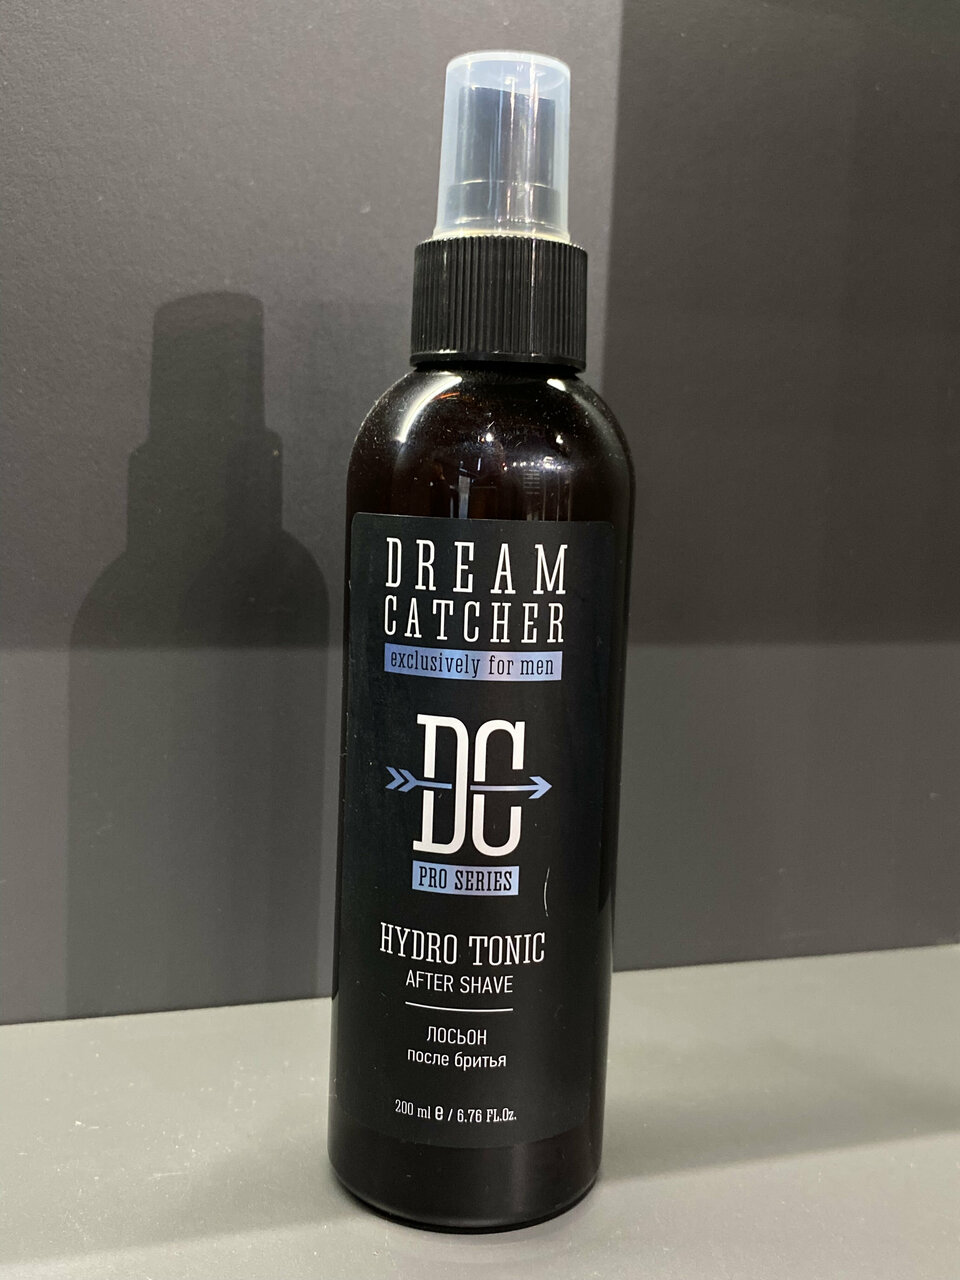 DREAM
CATCHER
exclusively for men
DC
PRO SERIES
HYDRO TONIC
AFTER SHAVE
ЛОСЬОН
после бритья
200 ml ℮ / 6.76 FL.Oz.